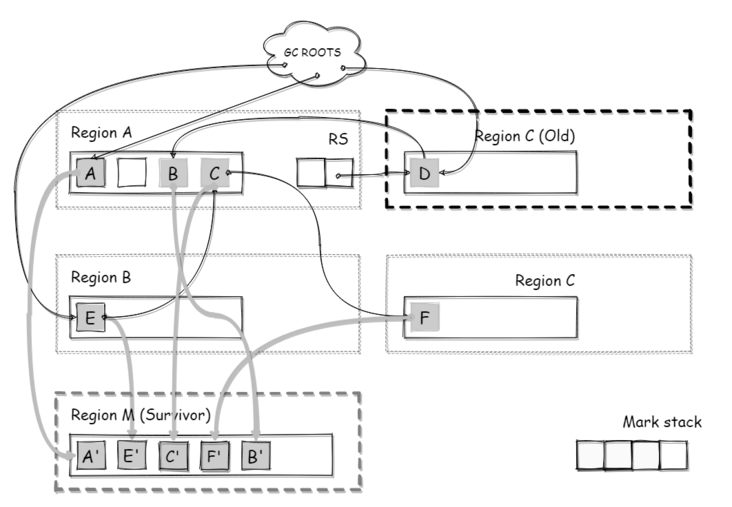 GC ROOTS
Region A
RS
Region C (Old)
A
B
C
D
Region B
Region C
E
F
Region M (Survivor)
Mark stack
A'
E'
C'
F'
B'